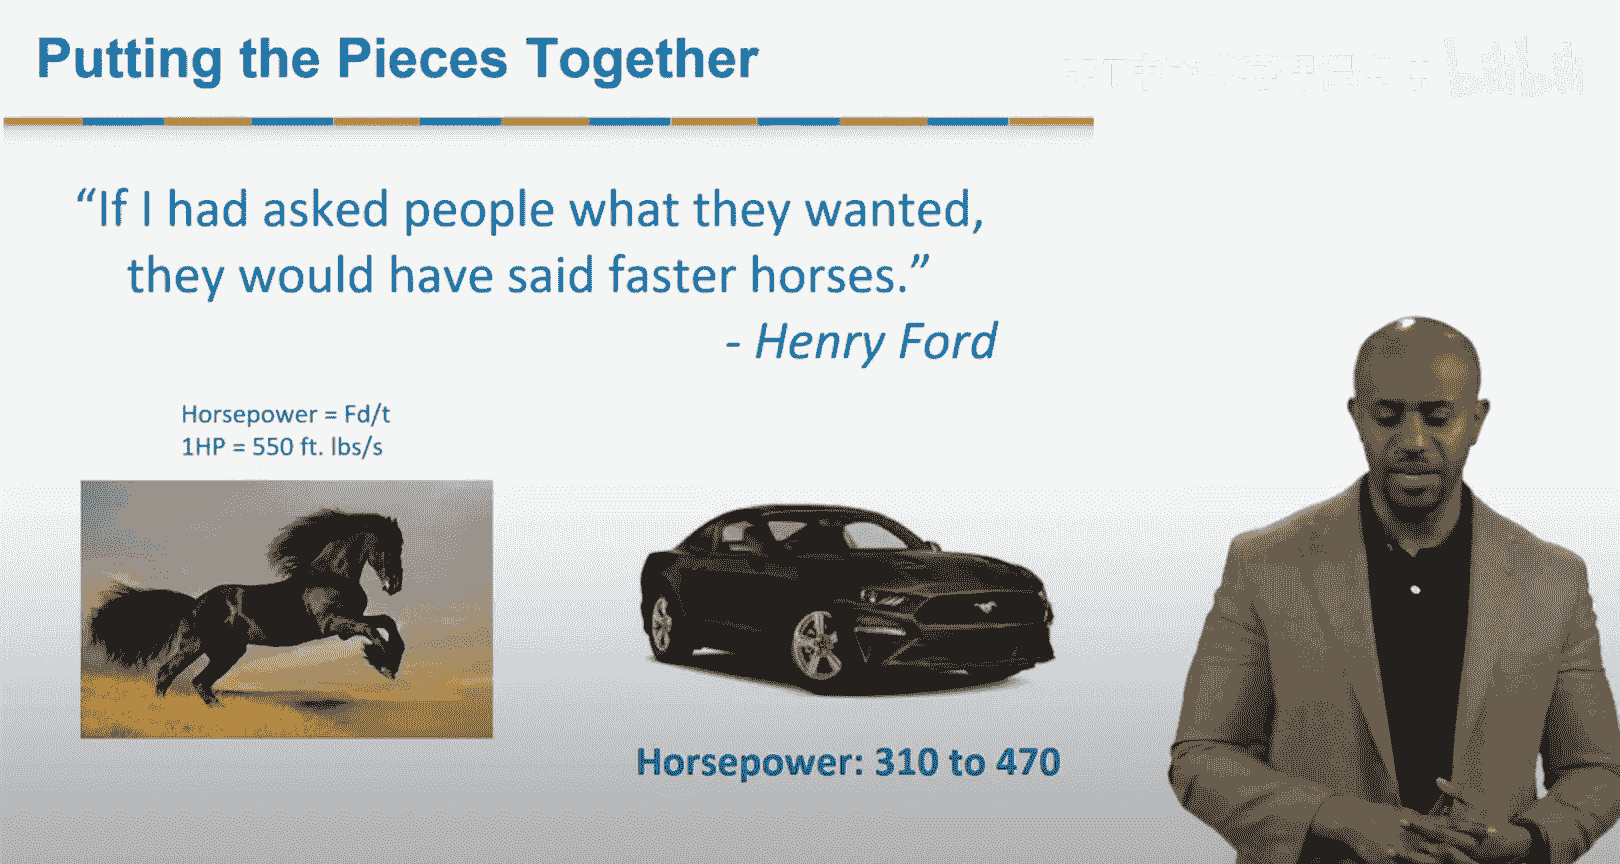 Putting the Pieces Together
“If I had asked people what they wanted,
they would have said faster horses.”
- Henry Ford
Horsepower = Fd/t
1HP = 550 ft. lbs/s
Horsepower: 310 to 470